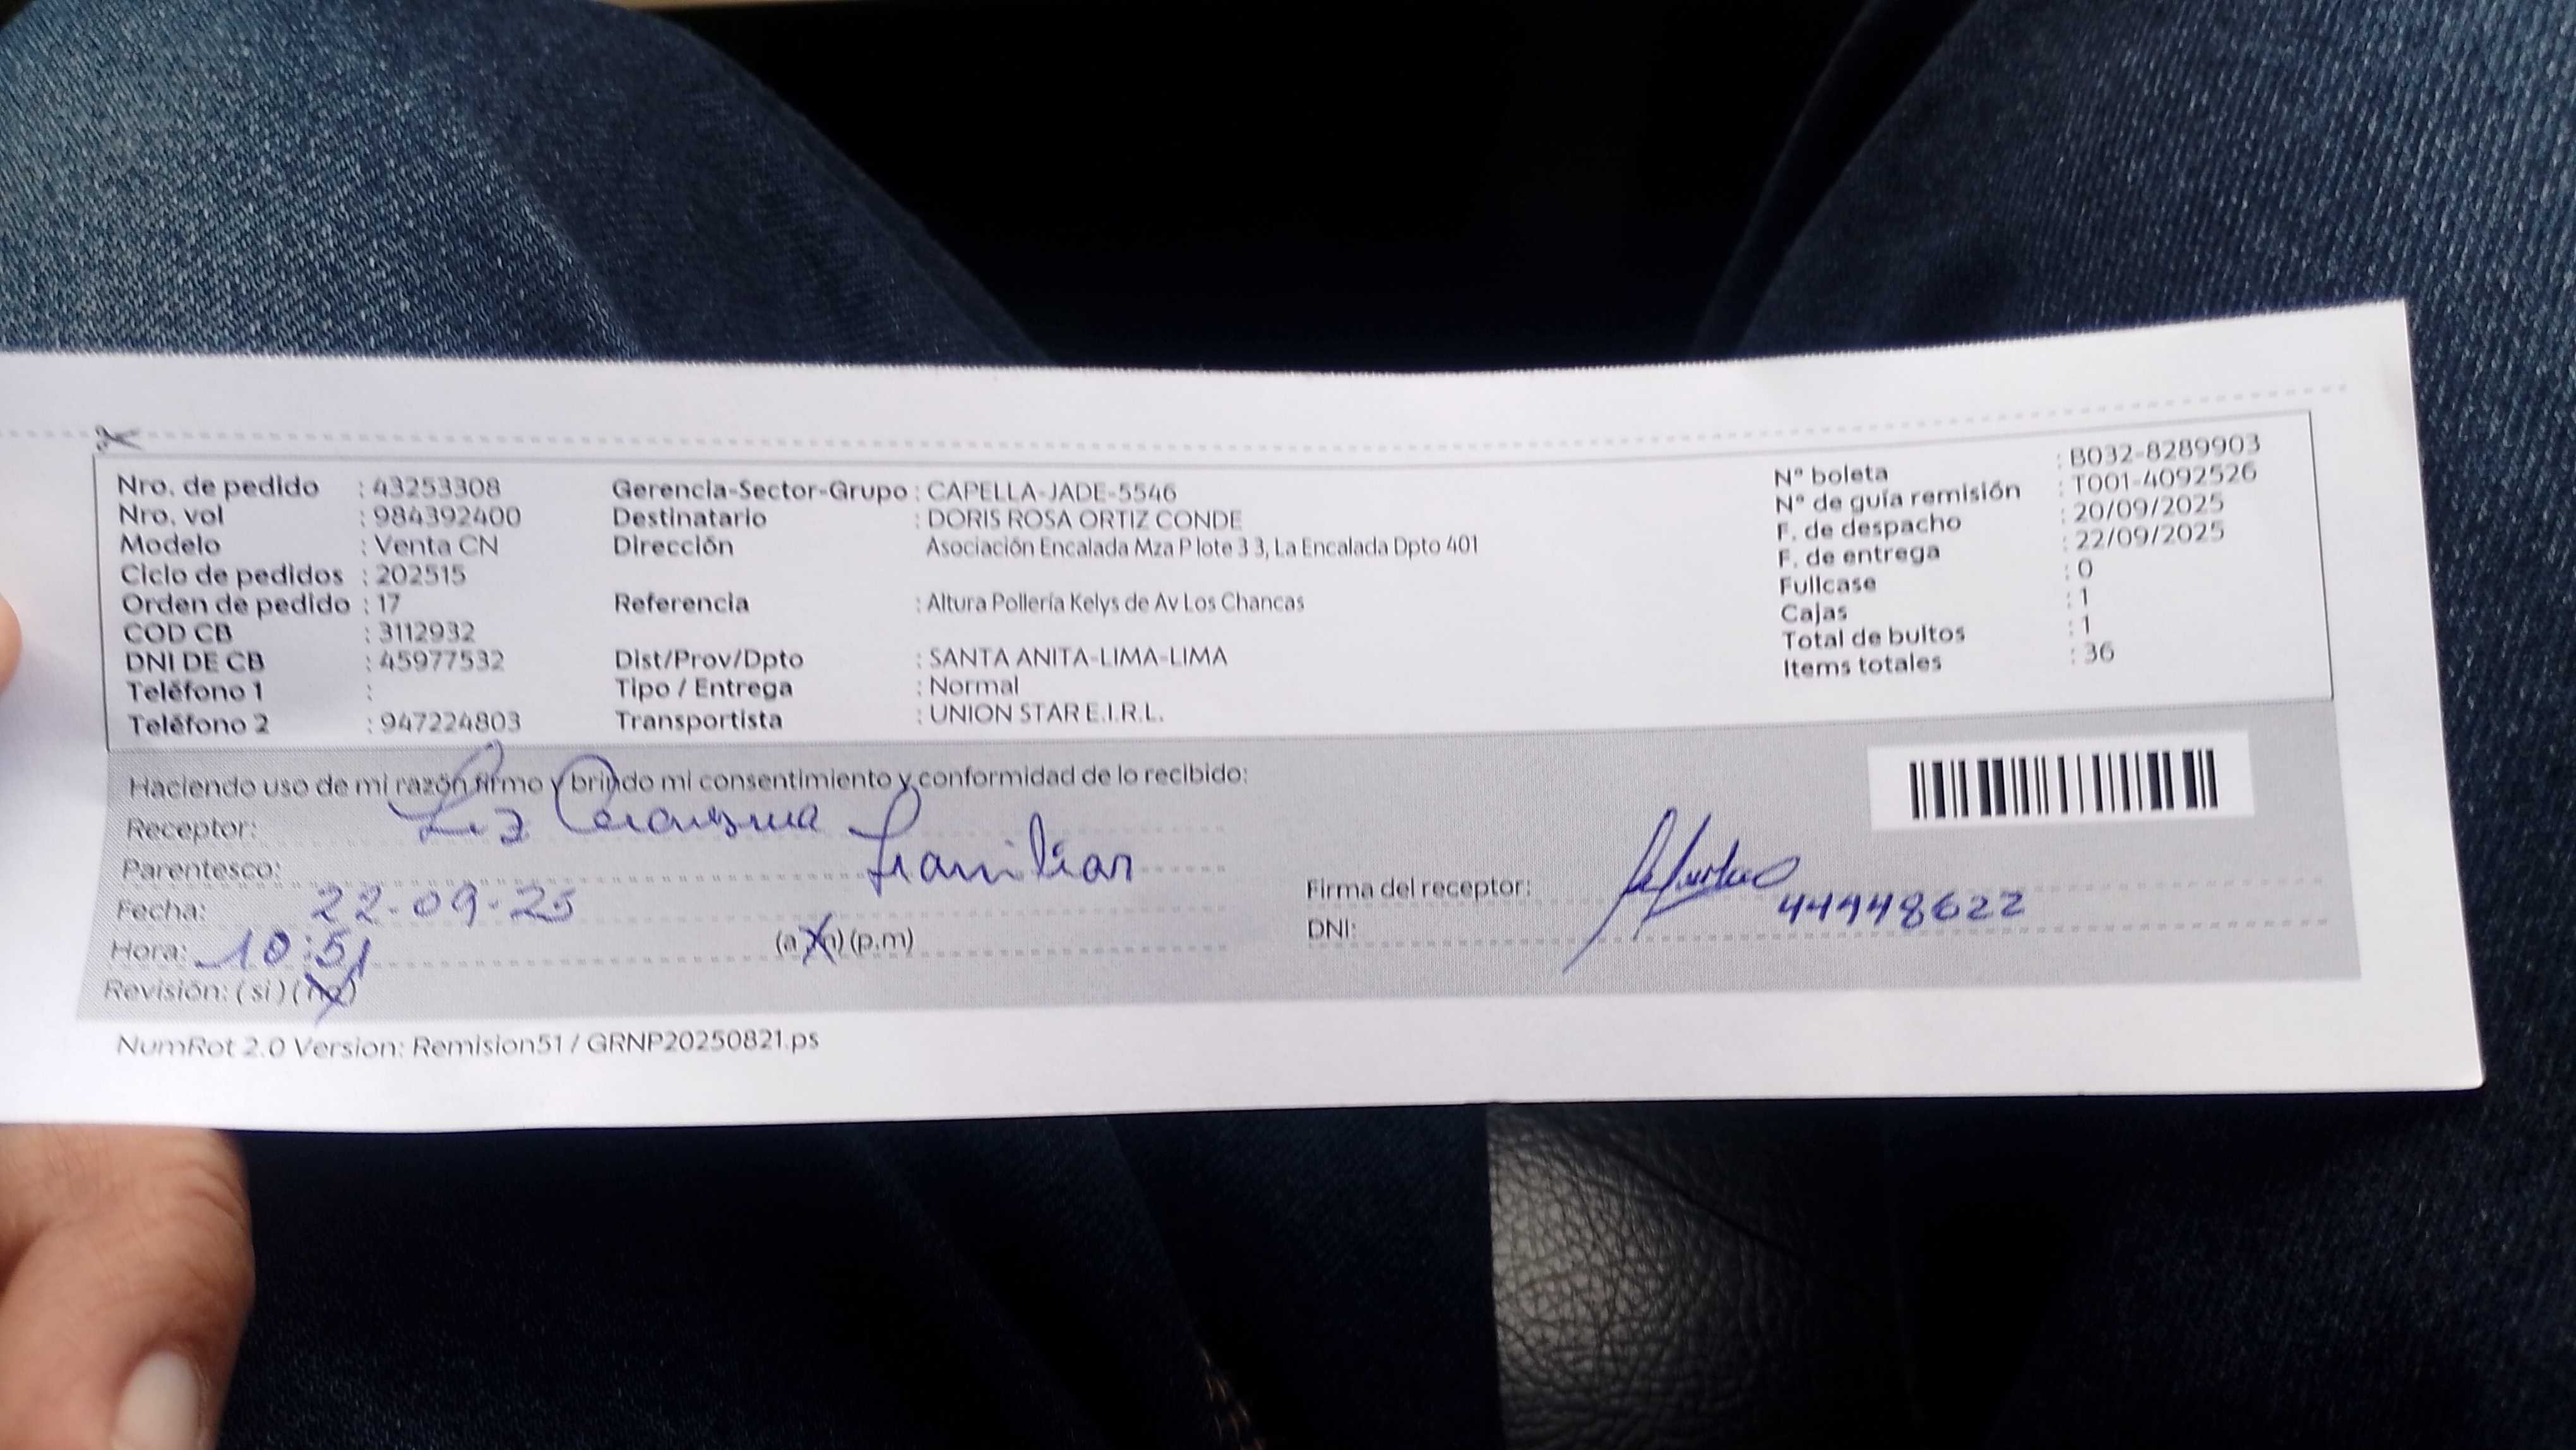 Nro. de pedido : 43253308
Nro. vol : 984392400
Modelo : Venta CN
Ciclo de pedidos : 202515
Orden de pedido : 17
COD CB : 3112932
DNI DE CB : 45977532
Teléfono 1 :
Teléfono 2 : 947224803
Gerencia-Sector-Grupo : CAPELLA-JADE-5546
Destinatario : DORIS ROSA ORTIZ CONDE
Dirección Asociación Encalada Mza P lote 3 3, La Encalada Dpto 401
Referencia : Altura Pollería Kelys de Av Los Chancas
Dist/Prov/Dpto : SANTA ANITA-LIMA-LIMA
Tipo / Entrega : Normal
Transportista : UNION STAR E.I.R.L.
N° boleta : B032-8289903
N° de guía remisión : T001-4092526
F. de despacho : 20/09/2025
F. de entrega : 22/09/2025
Fullcase : 0
Cajas : 1
Total de bultos : 1
Items totales : 36
Haciendo uso de mi razón firmo y brindo mi consentimiento y conformidad de lo recibido:
Receptor: Liz
Parentesco: Familiar
Fecha: 22-09-25
Hora: 10:51 (a.m) (p.m)
Revisión: (si) (no)
Firma del receptor:
DNI: 44448622
NumRot 2.0 Version: Remision51 / GRNP20250821.ps